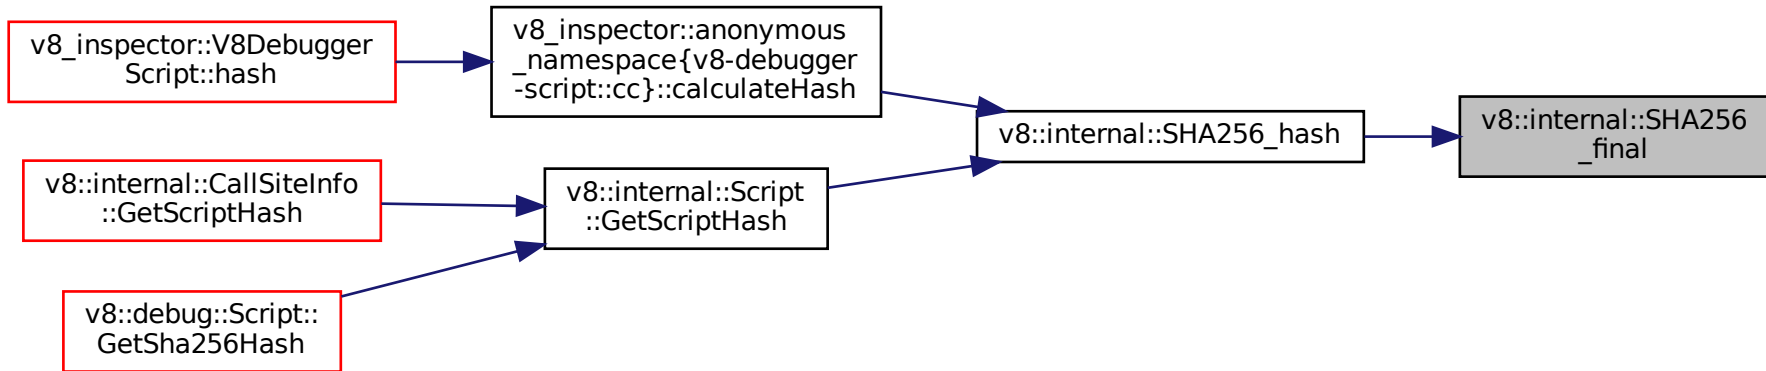 v8_inspector::V8Debugger
Script::hash
v8_inspector::anonymous
_namespace{v8-debugger
-script::cc}::calculateHash
v8::internal::SHA256_hash
v8::internal::SHA256
_final
v8::internal::CallSiteInfo
::GetScriptHash
v8::internal::Script
::GetScriptHash
v8::debug::Script::
GetSha256Hash